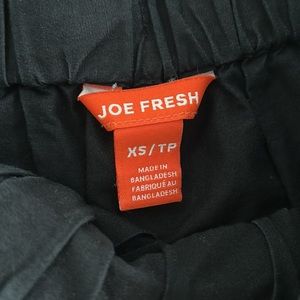 JOE FRESH
XS/TP
MADE IN
BANGLADESH
FABRIQUÉ AU
BANGLADESH